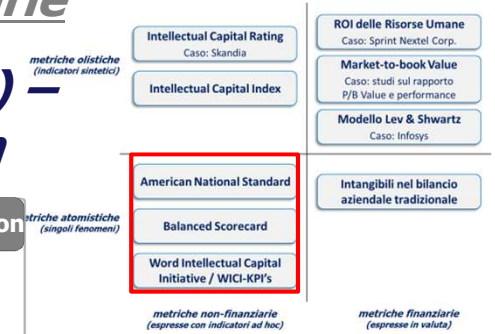 Intellectual Capital Rating
Caso: Skandia
Intellectual Capital Index
ROI delle Risorse Umane
Caso: Sprint Nextel Corp.
Market-to-book Value
Caso: studi sul rapporto
P/B Value e performance
Modello Lev & Shwartz
Caso: Infosys
metriche olistiche
(indicatori sintetici)
) –
on
triche atomistiche
(singoli fenomeni)
American National Standard
Balanced Scorecard
Word Intellectual Capital
Initiative / WICI-KPI's
Intangibili nel bilancio
aziendale tradizionale
metriche non-finanziarie
(espresse con indicatori ad hoc)
metriche finanziarie
(espresse in valuta)